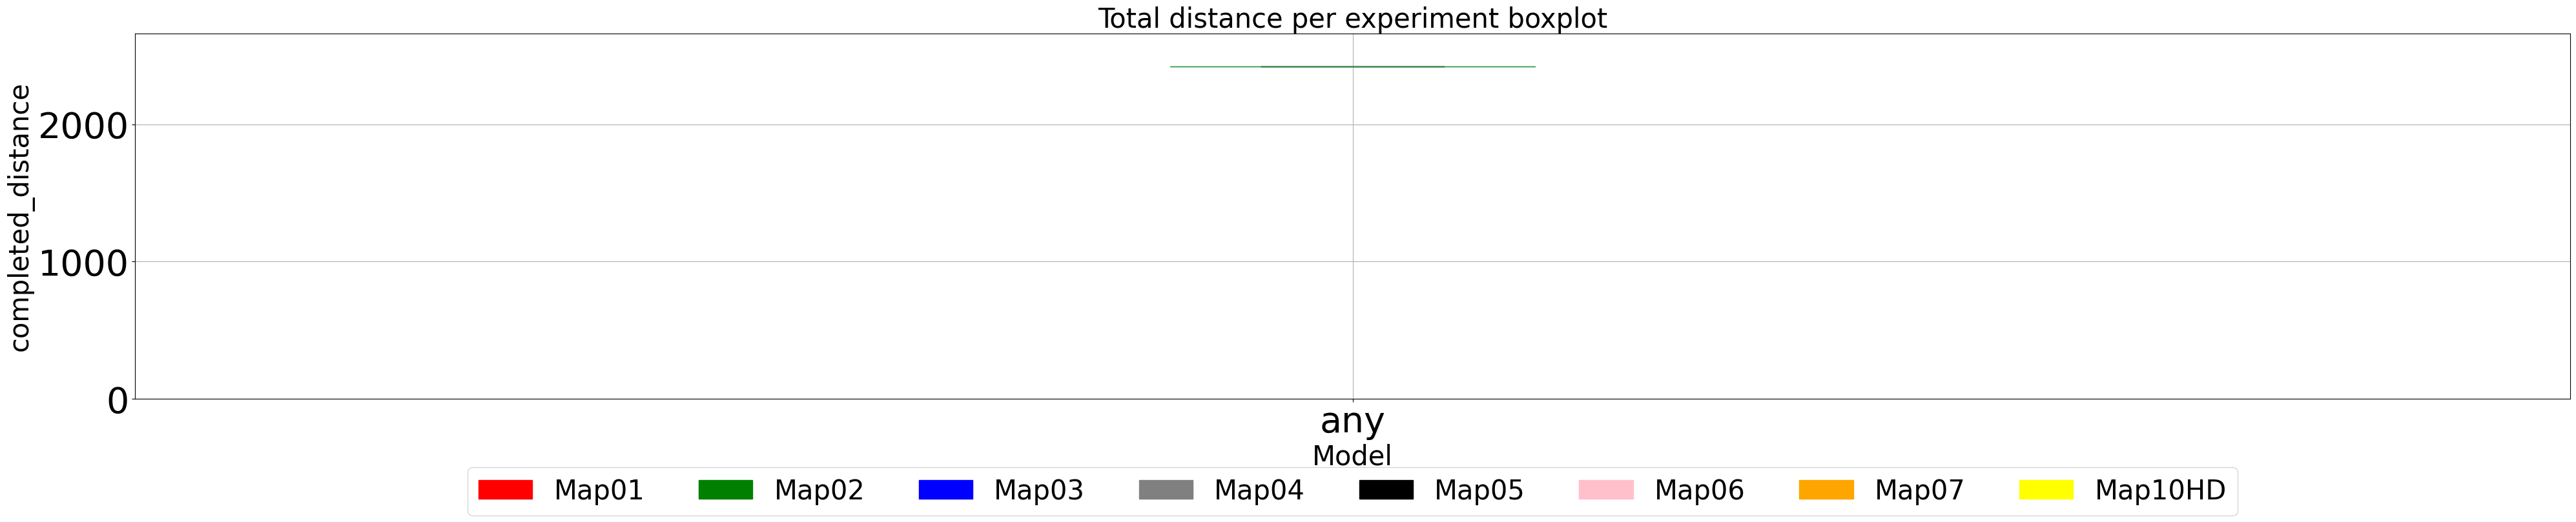 Total distance per experiment boxplot
completed_distance
2000
1000
0
any
Model
Map01 Map02 Map03 Map04 Map05 Map06 Map07 Map10HD